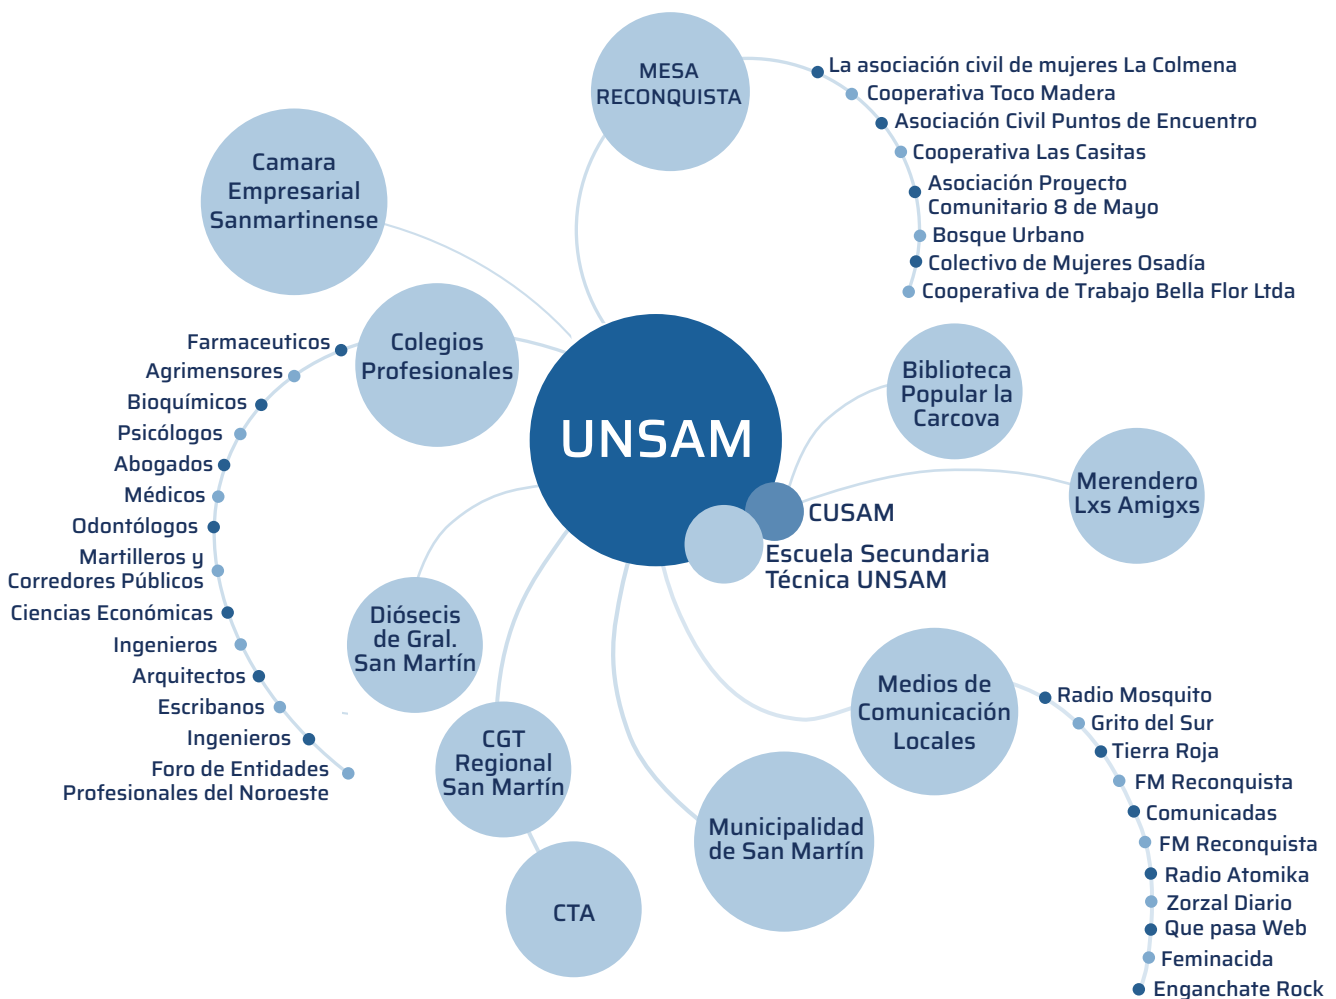 MESA
RECONQUISTA
La asociación civil de mujeres La Colmena
Cooperativa Toco Madera
Asociación Civil Puntos de Encuentro
Cooperativa Las Casitas
Asociación Proyecto
Comunitario 8 de Mayo
Bosque Urbano
Colectivo de Mujeres Osadía
Cooperativa de Trabajo Bella Flor Ltda
Camara
Empresarial
Sanmartinense
Colegios
Profesionales
Farmaceuticos
Agrimensores
Bioquímicos
Psicólogos
Abogados
Médicos
Odontólogos
Martilleros y
Corredores Públicos
Ciencias Económicas
Ingenieros
Arquitectos
Escribanos
Ingenieros
Foro de Entidades
Profesionales del Noroeste
UNSAM
Biblioteca
Popular la
Carcova
Merendero
Lxs Amigxs
CUSAM
Escuela Secundaria
Técnica UNSAM
Diósecis
de Gral.
San Martín
CGT
Regional
San Martín
CTA
Municipalidad
de San Martín
Medios de
Comunicación
Locales
Radio Mosquito
Grito del Sur
Tierra Roja
FM Reconquista
Comunicadas
FM Reconquista
Radio Atomika
Zorzal Diario
Que pasa Web
Feminacida
Enganchate Rock